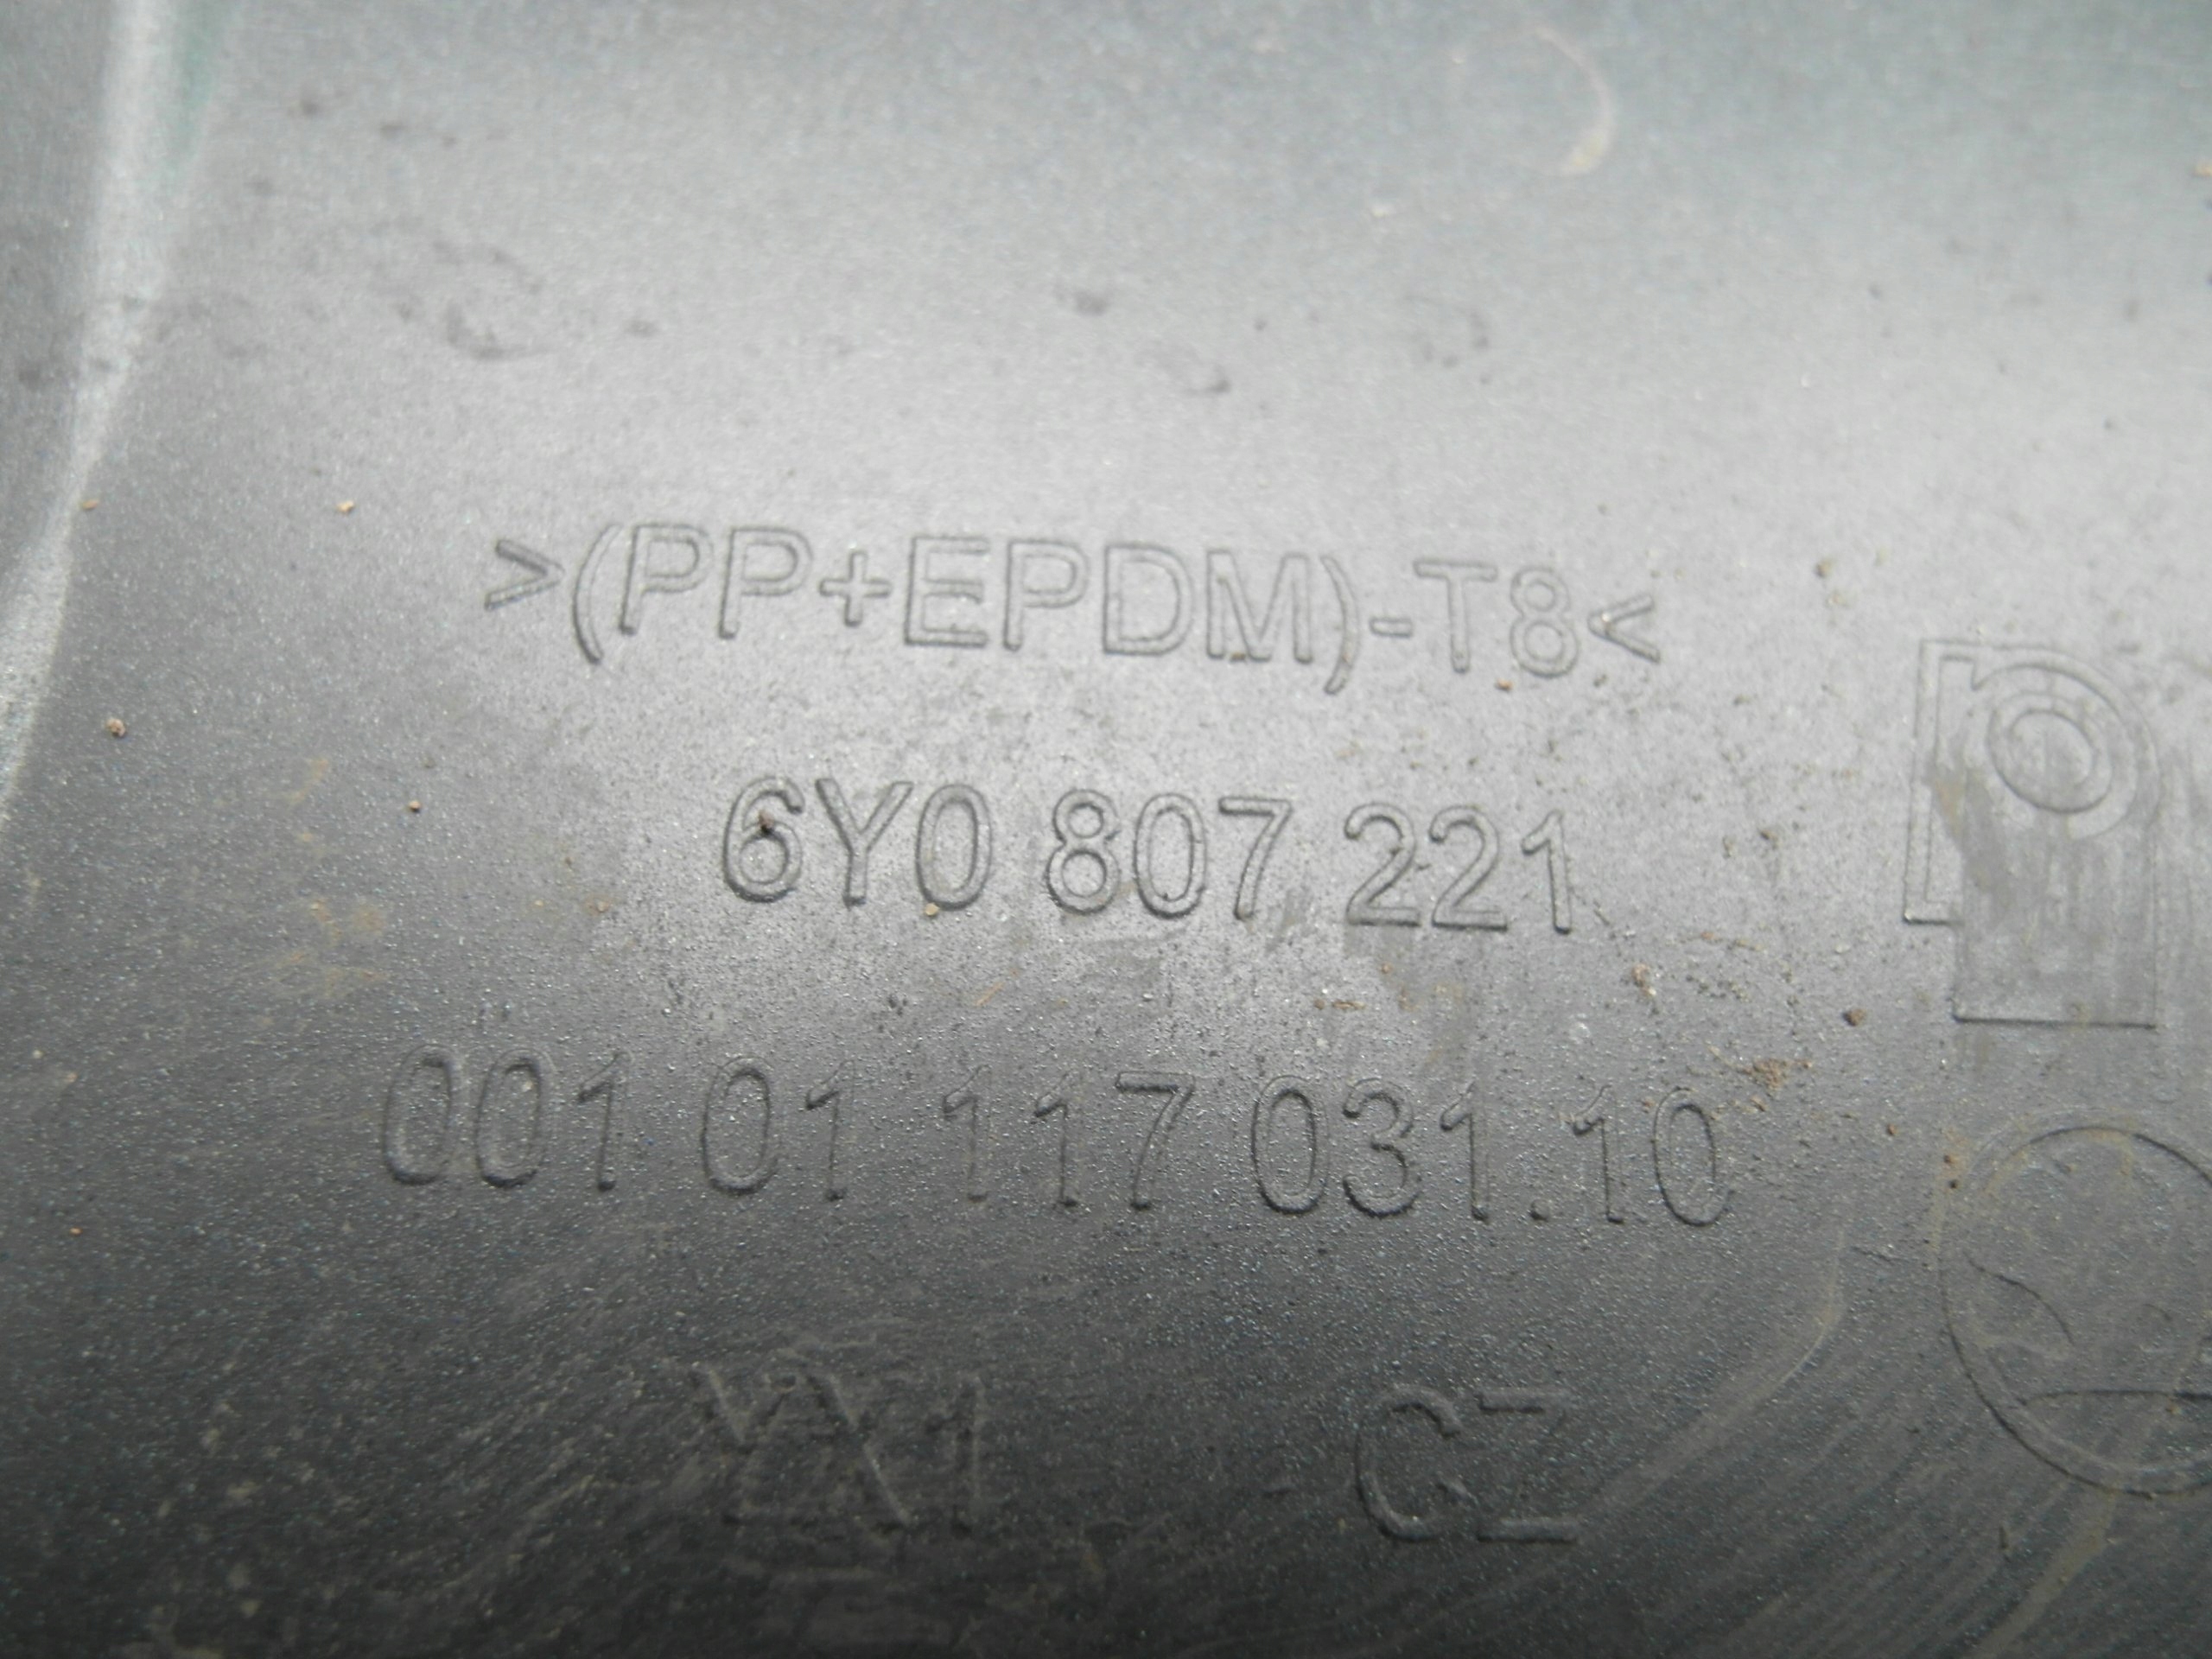 >(PP+EPDM)-T8<
6Y0 807 221
001 01 117 031.10
CZ